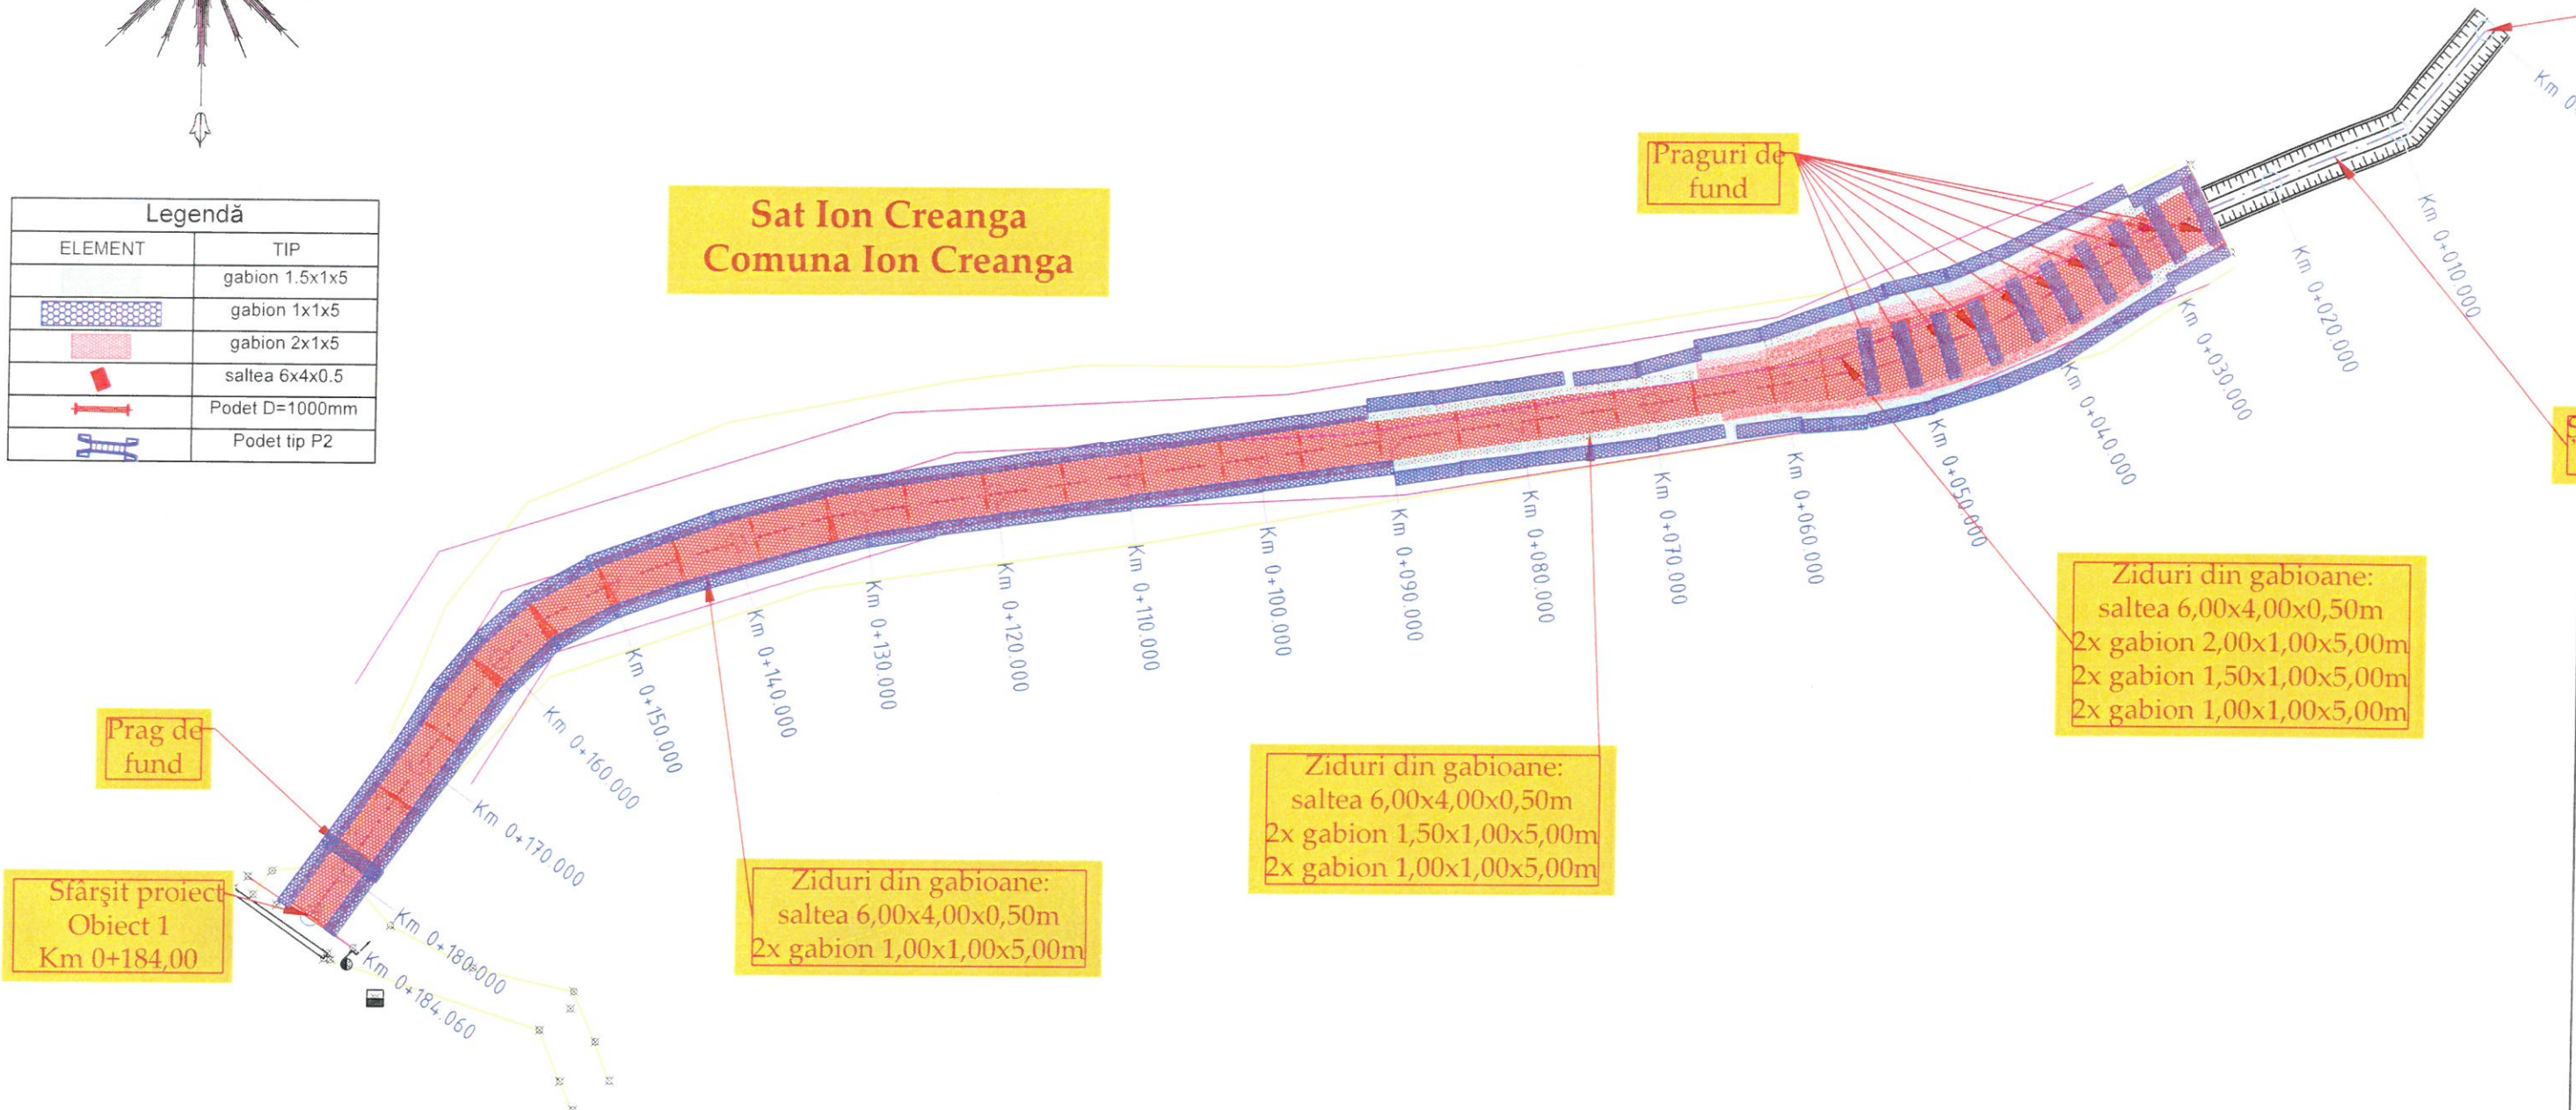 Legendă
ELEMENT TIP
gabion 1.5x1x5
gabion 1x1x5
gabion 2x1x5
saltea 6x4x0.5
Podet D=1000mm
Podet tip P2
Sat Ion Creanga
Comuna Ion Creanga
Praguri de
fund
Km 0+010.000
Km 0+020.000
Km 0+030.000
Km 0+040.000
Km 0+050.000
Km 0+060.000
Km 0+070.000
Km 0+080.000
Km 0+090.000
Km 0+100.000
Km 0+110.000
Km 0+120.000
Km 0+130.000
Km 0+140.000
Km 0+150.000
Km 0+160.000
Km 0+170.000
Km 0+180.000
Km 0+184.060
Ziduri din gabioane:
saltea 6,00x4,00x0,50m
2x gabion 2,00x1,00x5,00m
2x gabion 1,50x1,00x5,00m
2x gabion 1,00x1,00x5,00m
Ziduri din gabioane:
saltea 6,00x4,00x0,50m
2x gabion 1,50x1,00x5,00m
2x gabion 1,00x1,00x5,00m
Ziduri din gabioane:
saltea 6,00x4,00x0,50m
2x gabion 1,00x1,00x5,00m
Prag de
fund
Sfârşit proiect
Obiect 1
Km 0+184,00